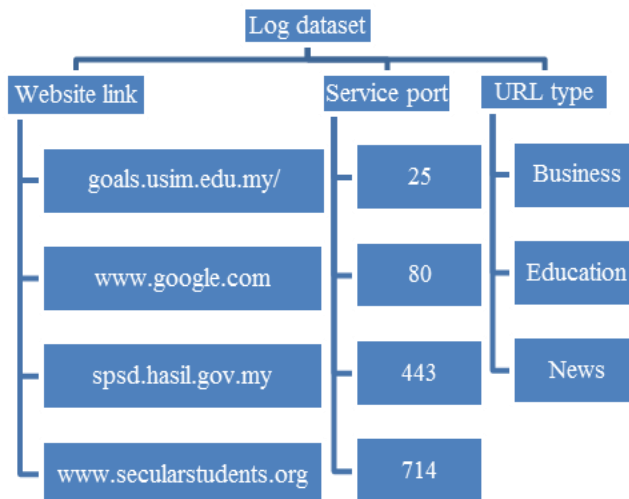 Log dataset
Website link
Service port
URL type
goals.usim.edu.my/
25
Business
www.google.com
80
Education
spsd.hasil.gov.my
443
News
www.secularstudents.org
714